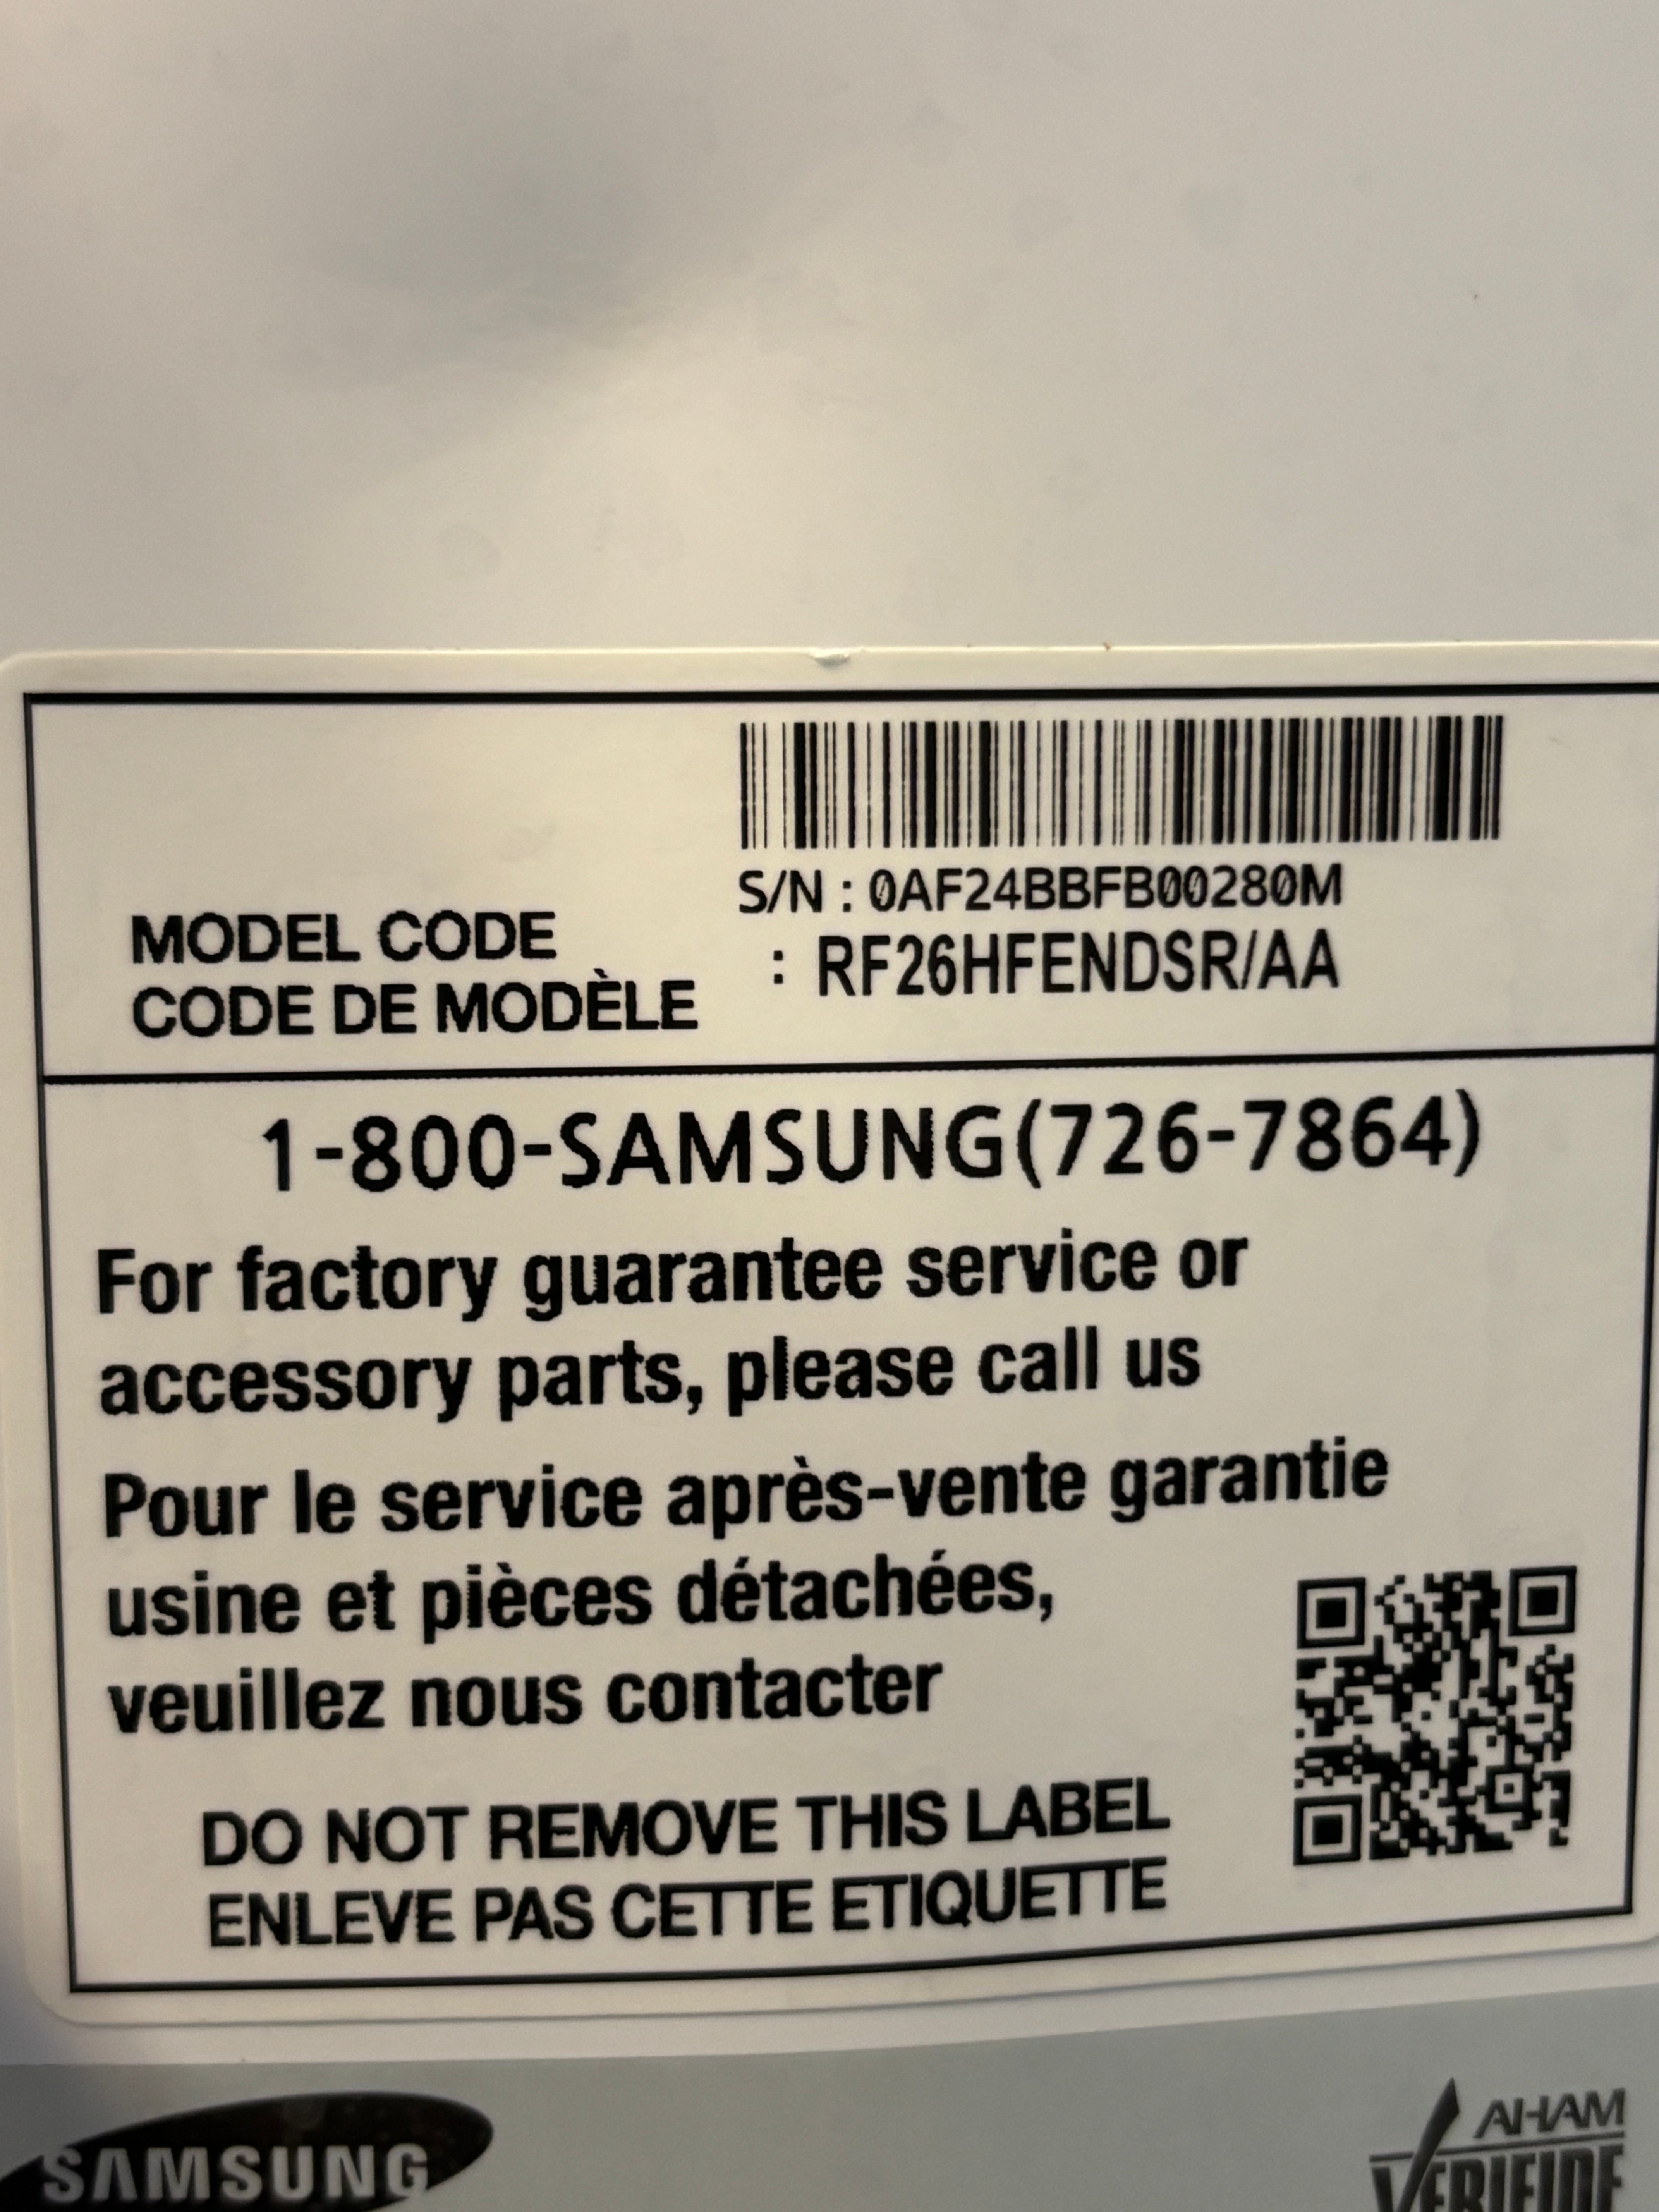 S/N : 0AF24BBFB00280M
MODEL CODE
CODE DE MODÈLE
: RF26HFENDSR/AA
1-800-SAMSUNG(726-7864)
For factory guarantee service or
accessory parts, please call us
Pour le service après-vente garantie
usine et pièces détachées,
veuillez nous contacter
DO NOT REMOVE THIS LABEL
ENLEVE PAS CETTE ETIQUETTE
SAMSUNG
AHAM
VERIFIDE